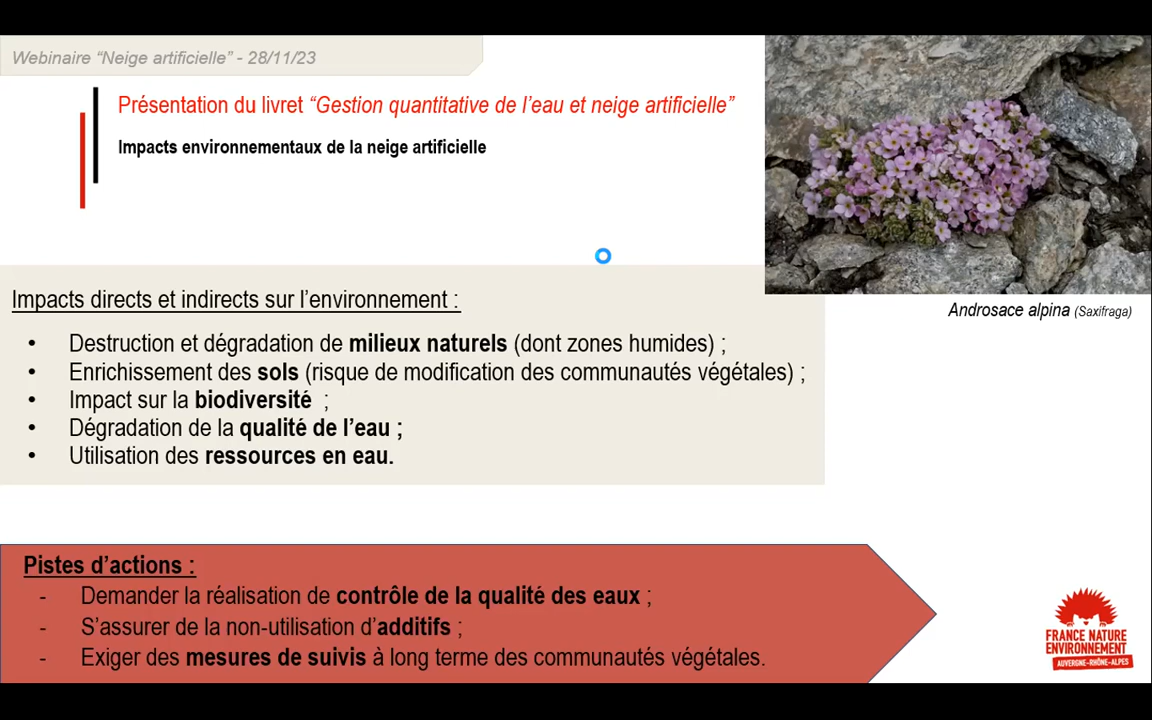 Webinaire “Neige artificielle” - 28/11/23
Présentation du livret “Gestion quantitative de l’eau et neige artificielle”
Impacts environnementaux de la neige artificielle
Androsace alpina (Saxifraga)
Impacts directs et indirects sur l’environnement :
• Destruction et dégradation de milieux naturels (dont zones humides) ;
• Enrichissement des sols (risque de modification des communautés végétales) ;
• Impact sur la biodiversité ;
• Dégradation de la qualité de l’eau ;
• Utilisation des ressources en eau.
Pistes d’actions :
- Demander la réalisation de contrôle de la qualité des eaux ;
- S’assurer de la non-utilisation d’additifs ;
- Exiger des mesures de suivis à long terme des communautés végétales.
FRANCE NATURE
ENVIRONNEMENT
AUVERGNE-RHÔNE-ALPES